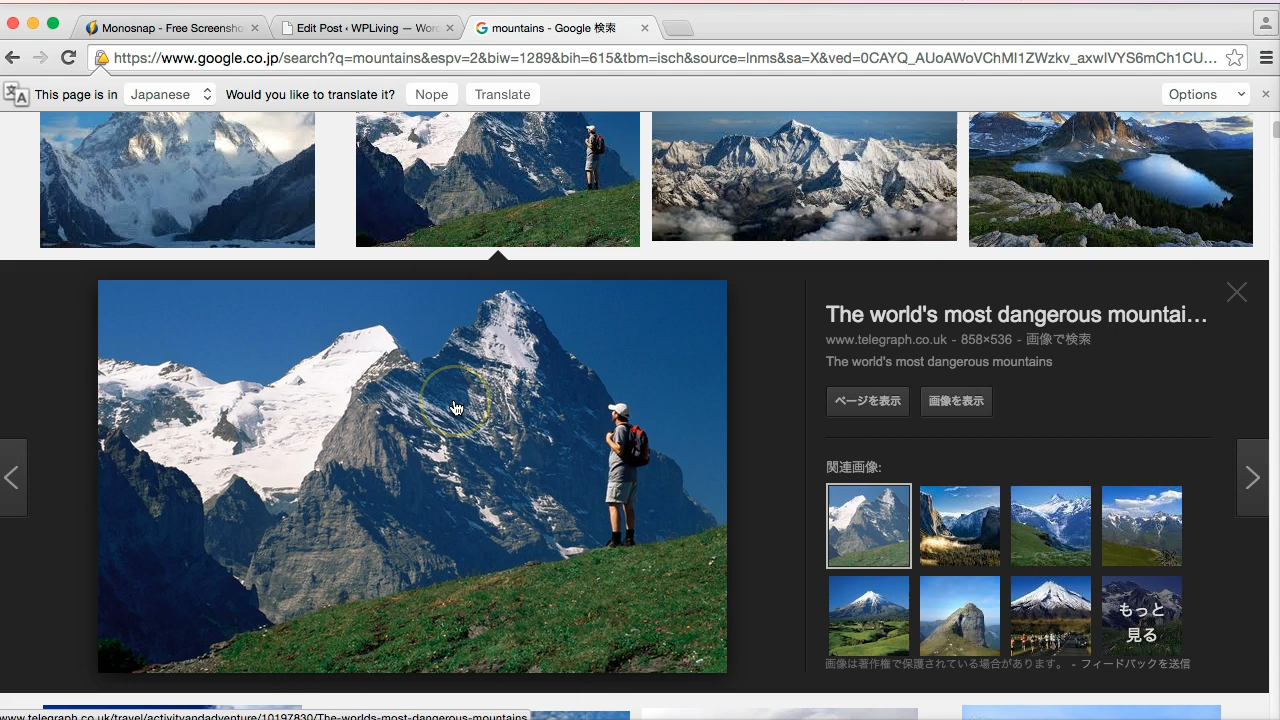 Monosnap - Free Screensho
Edit Post ‹ WPLiving — Wor
mountains - Google 検索
https://www.google.co.jp/search?q=mountains&espv=2&biw=1289&bih=615&tbm=isch&source=lnms&sa=X&ved=0CAYQ_AUoAWoVChMI1ZWzkv_axwIVYS6mCh1CU...
This page is in
Japanese
Would you like to translate it?
Nope
Translate
Options
The world's most dangerous mountai...
www.telegraph.co.uk - 858×536 - 画像で検索
The world's most dangerous mountains
ページを表示
画像を表示
関連画像:
もっと
見る
画像は著作権で保護されている場合があります。 - フィードバックを送信
www.telegraph.co.uk/travel/activityandadventure/10197830/The-worlds-most-dangerous-mountains